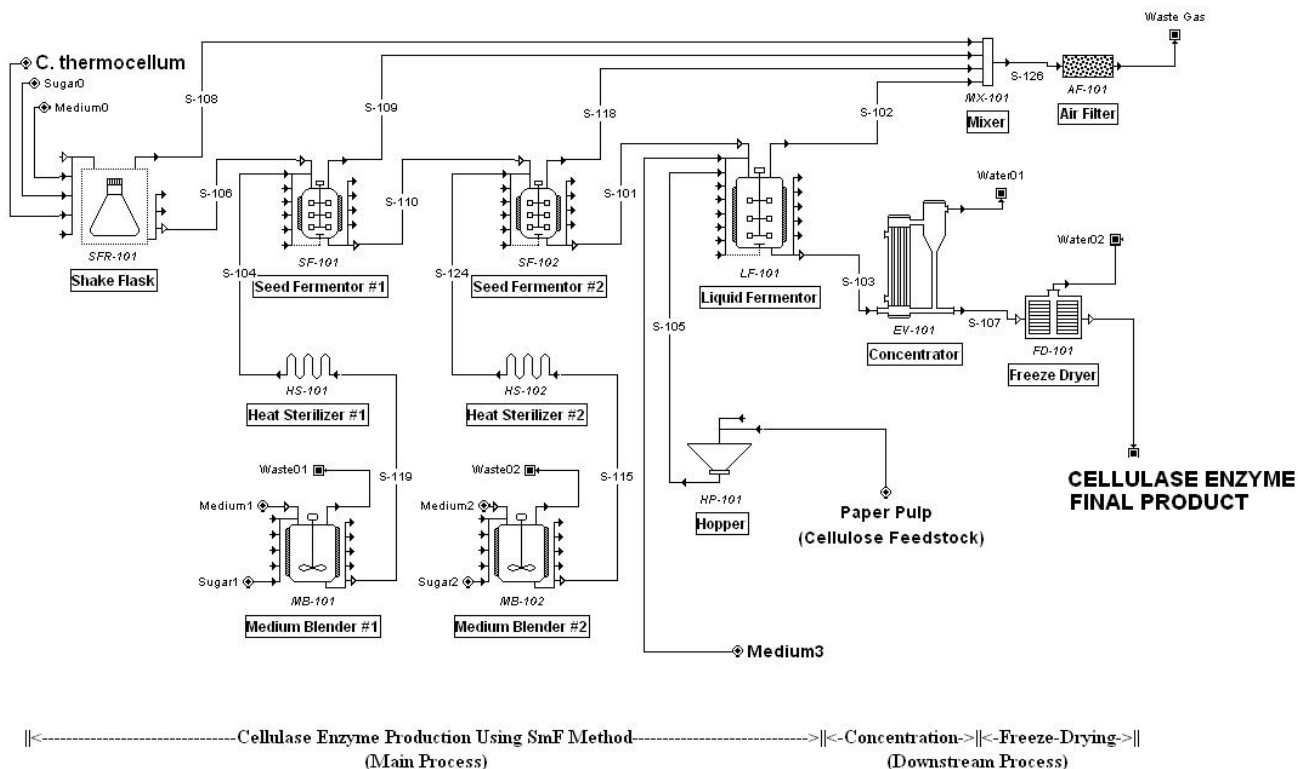 Waste Gas
C. thermocellum
Sugar0
Medium0
S-108
S-109
S-118
S-102
S-126
MX-101
Mixer
AF-101
Air Filter
S-106
S-110
S-101
Water01
Water02
SFR-101
Shake Flask
S-104
SF-101
Seed Fermentor #1
S-124
SF-102
Seed Fermentor #2
LF-101
Liquid Fermentor
S-103
S-105
EV-101
Concentrator
S-107
FD-101
Freeze Dryer
HS-101
Heat Sterilizer #1
HS-102
Heat Sterilizer #2
Waste01
S-119
Waste02
S-115
Medium1
Medium2
HP-101
Hopper
Paper Pulp
(Cellulose Feedstock)
CELLULASE ENZYME
FINAL PRODUCT
Sugar1
MB-101
Medium Blender #1
Sugar2
MB-102
Medium Blender #2
Medium3
||<-----------------------------Cellulase Enzyme Production Using SmF Method--------------------------->||<-Concentration->||<-Freeze-Drying->||
(Main Process) (Downstream Process)